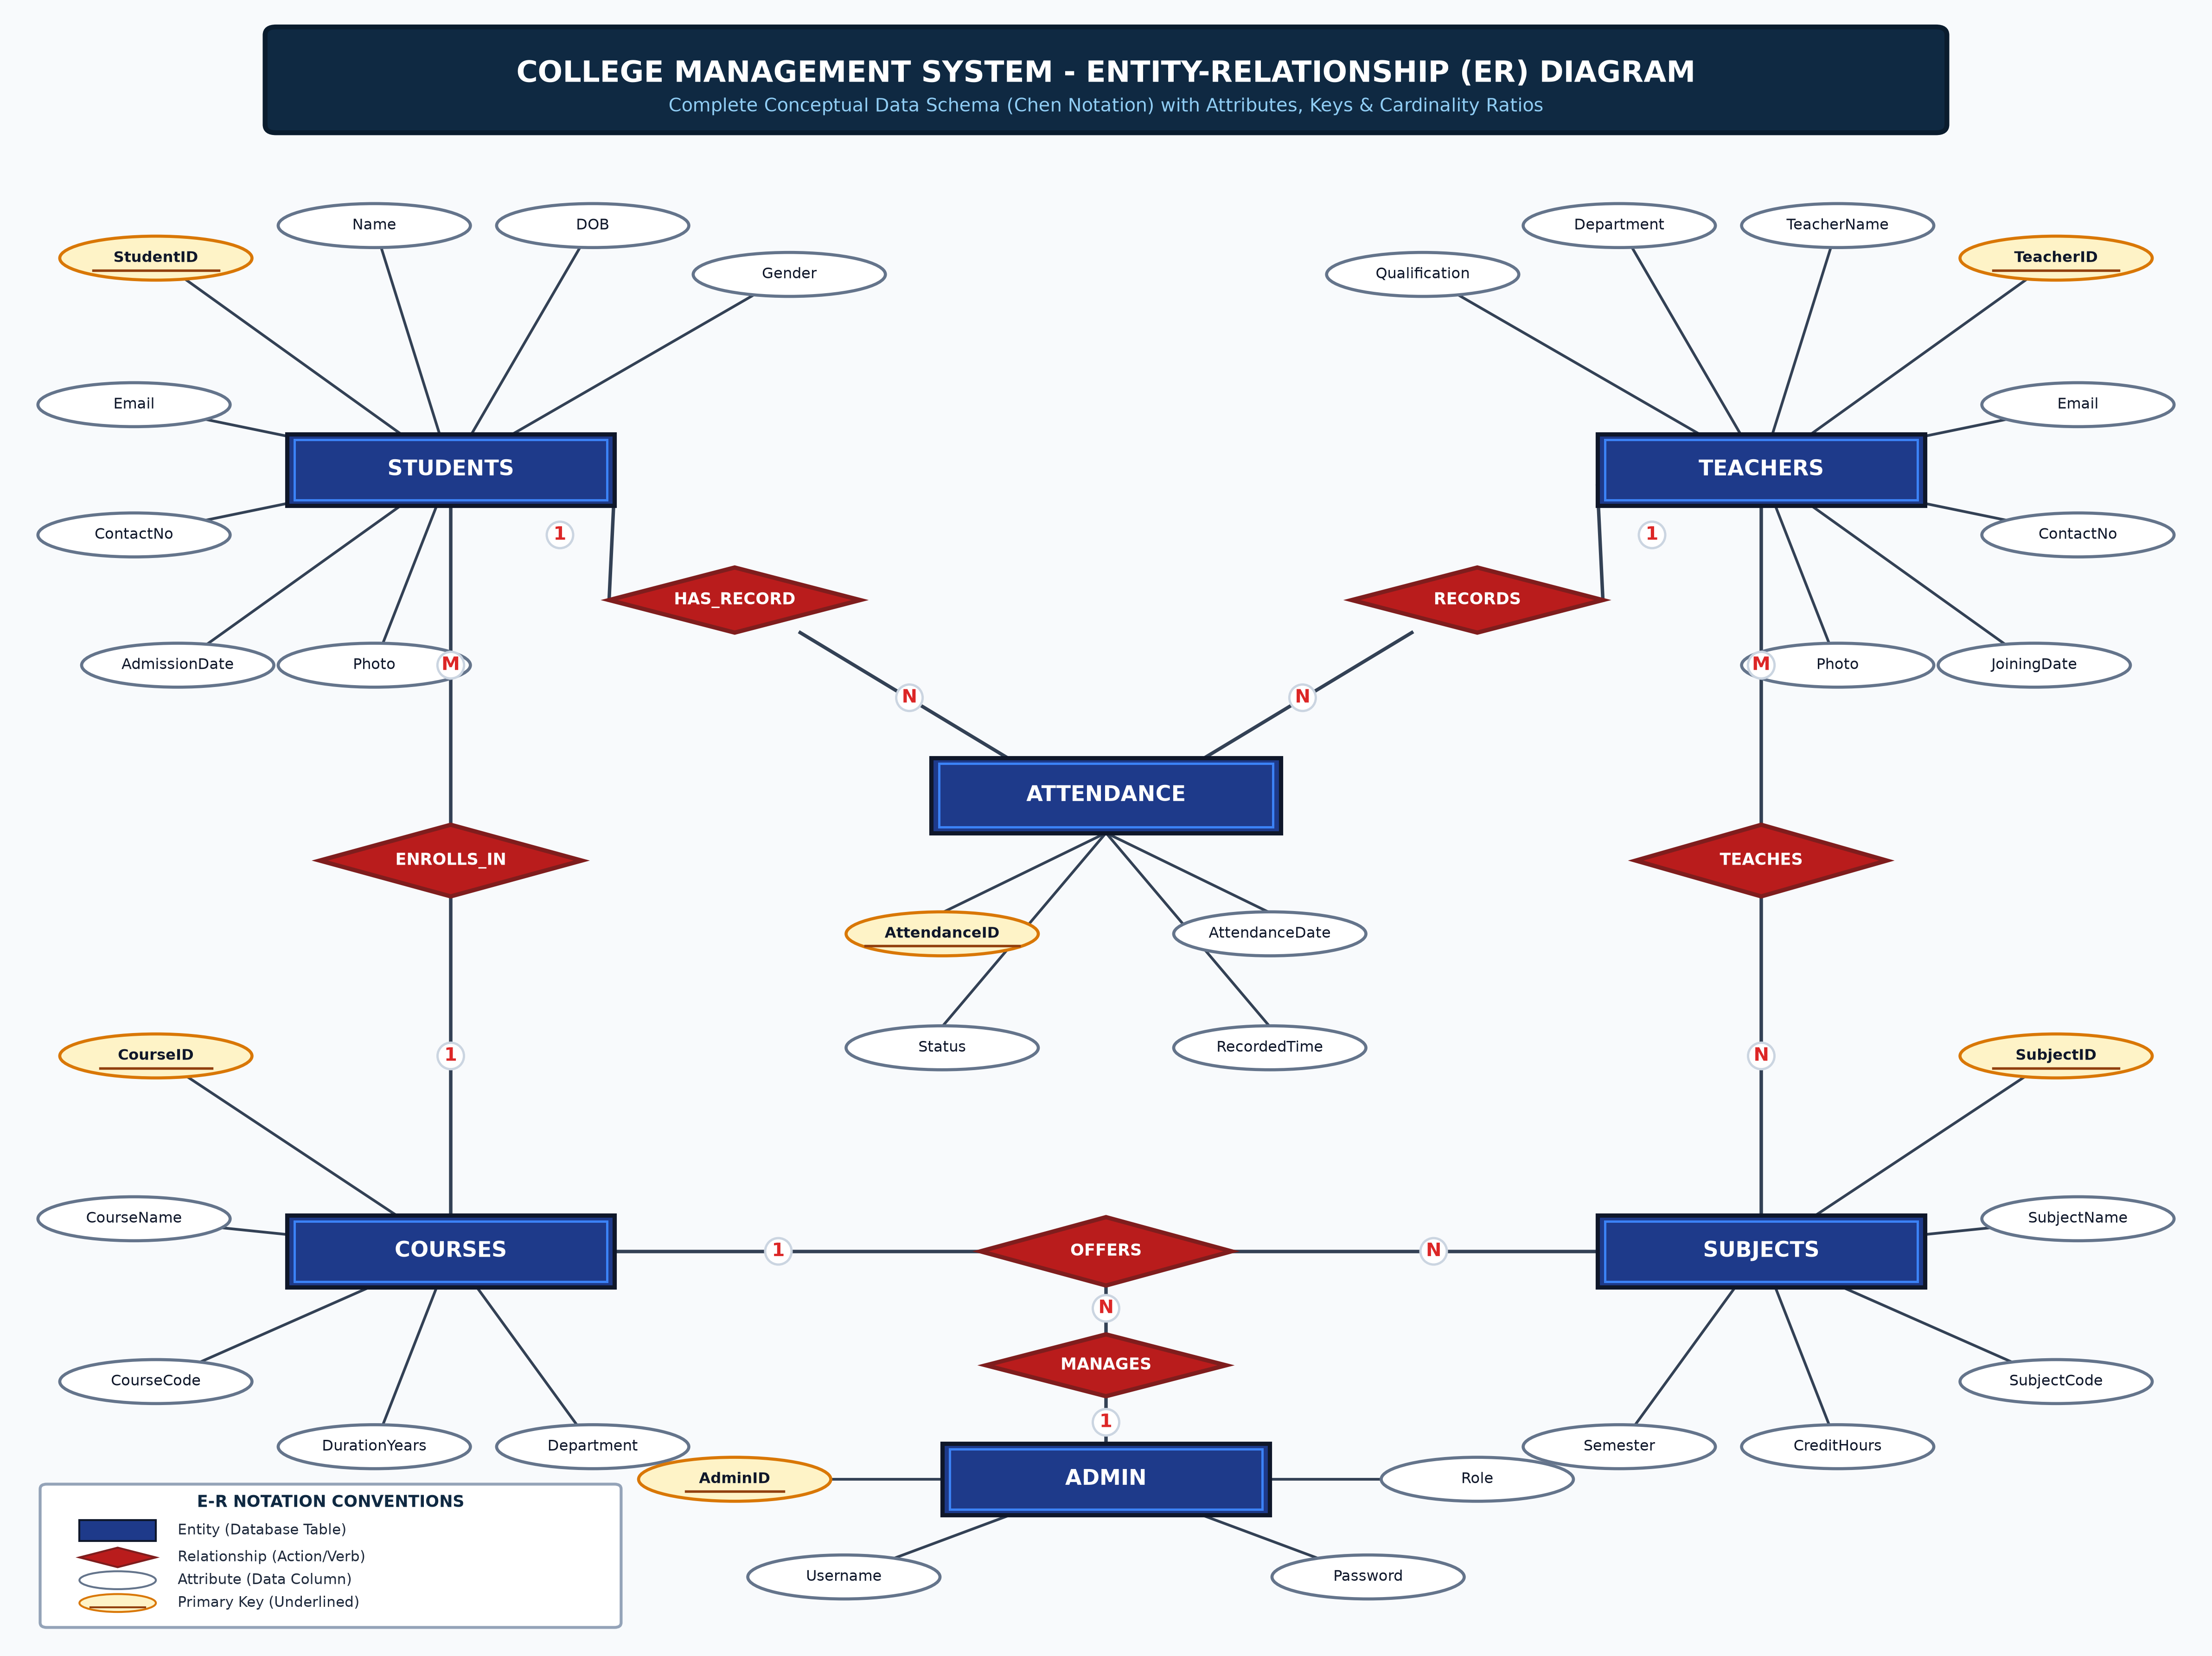 COLLEGE MANAGEMENT SYSTEM - ENTITY-RELATIONSHIP (ER) DIAGRAM
Complete Conceptual Data Schema (Chen Notation) with Attributes, Keys & Cardinality Ratios
Name
DOB
Department
TeacherName
StudentID
TeacherID
Gender
Qualification
Email
Email
STUDENTS
TEACHERS
ContactNo
1
1
ContactNo
HAS_RECORD
RECORDS
AdmissionDate
Photo
M
M
Photo
JoiningDate
N
N
ATTENDANCE
ENROLLS_IN
TEACHES
AttendanceID
AttendanceDate
Status
RecordedTime
CourseID
1
N
SubjectID
CourseName
SubjectName
COURSES
1
OFFERS
N
SUBJECTS
N
MANAGES
CourseCode
SubjectCode
1
DurationYears
Department
Semester
CreditHours
AdminID
ADMIN
Role
E-R NOTATION CONVENTIONS
Entity (Database Table)
Relationship (Action/Verb)
Attribute (Data Column)
Primary Key (Underlined)
Username
Password